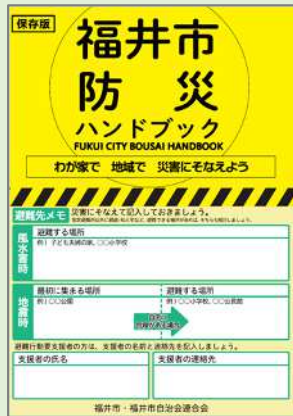 保存版
福井市
防災
ハンドブック
FUKUI CITY BOUSAI HANDBOOK
わが家で 地域で 災害にそなえよう
避難先メモ 災害にそなえて記入しておきましょう。
風水害時
避難する場所
例）子ども夫婦の家、〇〇小学校
地震時
最初に集まる場所
例）〇〇公園
避難する場所
例）〇〇小学校、〇〇公民館
避難行動要支援者の方は、支援者の名前と連絡先を記入しましょう。
支援者の氏名
支援者の連絡先
福井市・福井市自治会連合会